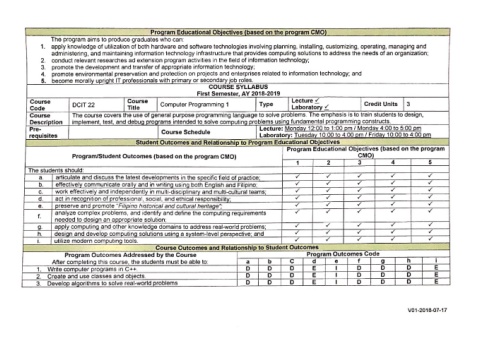 Program Educational Objectives (based on the program CMO)
The program aims to produce graduates who can:
1. apply knowledge of utilization of both hardware and software technologies involving planning, installing, customizing, operating, managing and
administering, and maintaining information technology infrastructure that provides computing solutions to address the needs of an organization;
2. conduct relevant researches ad extension program activities in the field of information technology;
3. promote the development and transfer of appropriate information technology;
4. promote environmental preservation and protection on projects and enterprises related to information technology; and
5. become morally upright IT professionals with primary or secondary job roles.
COURSE SYLLABUS
First Semester, AY 2018-2019
Course Code DCIT 22 Course Title Computer Programming 1 Type Lecture ✓ Laboratory ✓ Credit Units 3
Course Description The course covers the use of general purpose programming language to solve problems. The emphasis is to train students to design,
implement, test, and debug programs intended to solve computing problems using fundamental programming constructs.
Pre-requisites Course Schedule Lecture: Monday 12:00 to 1:00 pm / Monday 4:00 to 5:00 pm
Laboratory: Tuesday 10:00 to 4:00 pm / Friday 10:00 to 4:00 pm
Student Outcomes and Relationship to Program Educational Objectives
Program/Student Outcomes (based on the program CMO) Program Educational Objectives (based on the program CMO)
1 2 3 4 5
The students should:
a. articulate and discuss the latest developments in the specific field of practice; ✓ ✓ ✓ ✓ ✓
b. effectively communicate orally and in writing using both English and Filipino; ✓ ✓ ✓ ✓ ✓
c. work effectively and independently in multi-disciplinary and multi-cultural teams; ✓ ✓ ✓ ✓ ✓
d. act in recognition of professional, social, and ethical responsibility; ✓ ✓ ✓ ✓ ✓
e. preserve and promote "Filipino historical and cultural heritage"; ✓ ✓ ✓ ✓ ✓
f. analyze complex problems, and identify and define the computing requirements ✓ ✓ ✓ ✓ ✓
needed to design an appropriate solution;
g. apply computing and other knowledge domains to address real-world problems; ✓ ✓ ✓ ✓ ✓
h. design and develop computing solutions using a system-level perspective; and ✓ ✓ ✓ ✓ ✓
i. utilize modern computing tools. ✓ ✓ ✓ ✓ ✓
Course Outcomes and Relationship to Student Outcomes
Program Outcomes Addressed by the Course Program Outcomes Code
After completing this course, the students must be able to: a b C d e f g h i
1. Write computer programs in C++. D D D E I D D D E
2. Create and use classes and objects. D D D E I D D D E
3. Develop algorithms to solve real-world problems D D D E I D D D E
V01-2018-07-17